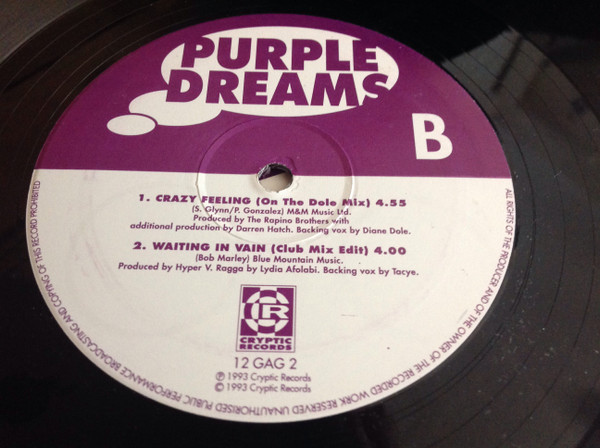 PURPLE
DREAMS
B
1. CRAZY FEELING (On The Dole Mix) 4.55
(S. Glynn/P. Gonzalez) M&M Music Ltd.
Produced by The Rapino Brothers with
additional production by Darren Hatch. Backing vox by Diane Dole.
2. WAITING IN VAIN (Club Mix Edit) 4.00
(Bob Marley) Blue Mountain Music.
Produced by Hyper V. Ragga by Lydia Afolabi. Backing vox by Tacye.
CR
CRYPTIC
RECORDS
12 GAG 2
℗ 1993 Cryptic Records
© 1993 Cryptic Records
ALL RIGHTS OF THE PRODUCER AND OF THE OWNER OF THE RECORDED WORK RESERVED UNAUTHORISED PUBLIC PERFORMANCE BROADCASTING AND COPYING OF THIS RECORD PROHIBITED